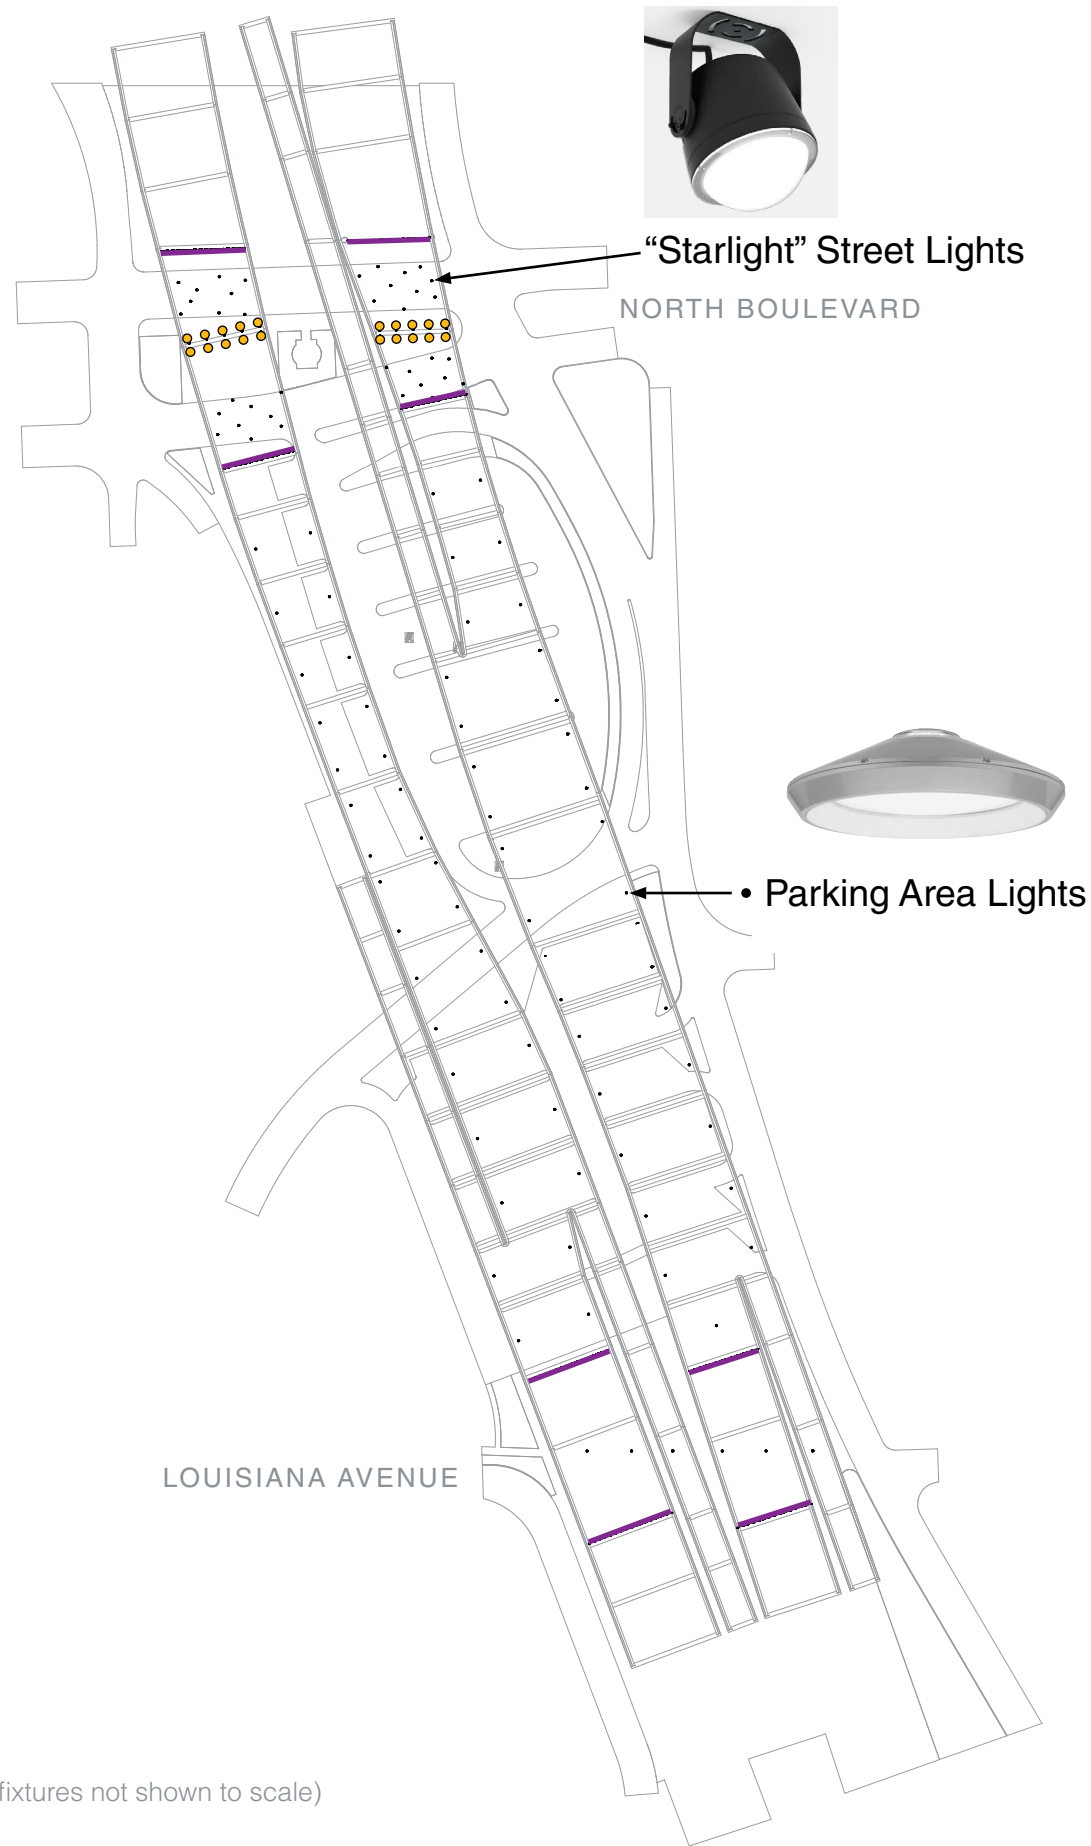 “Starlight” Street Lights
NORTH BOULEVARD
• Parking Area Lights
LOUISIANA AVENUE
fixtures not shown to scale)